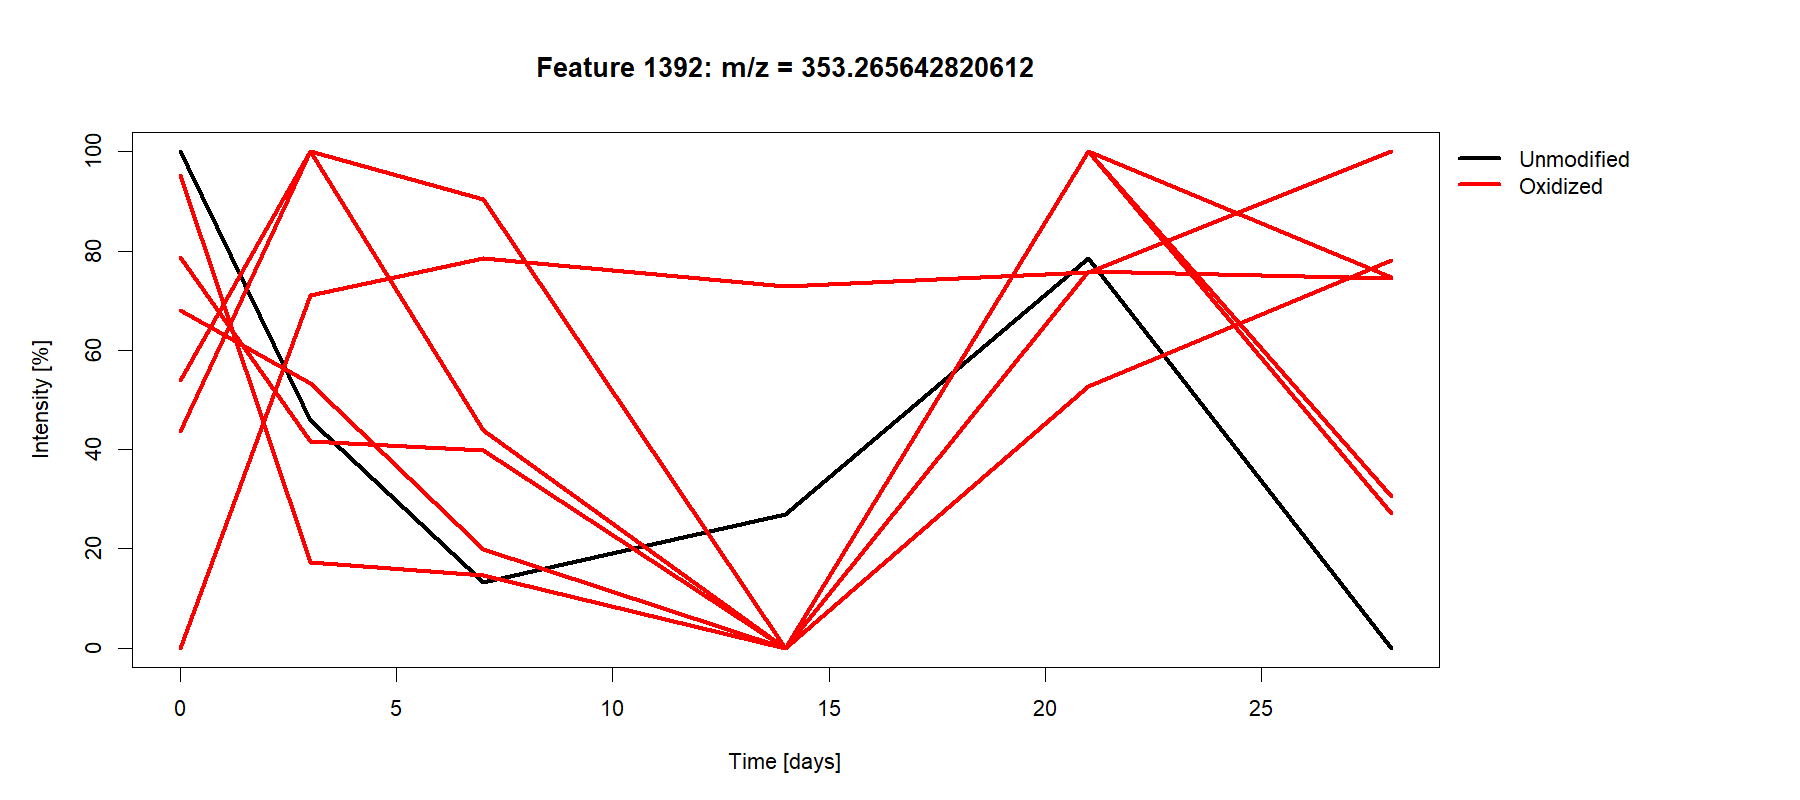 Feature 1392: m/z = 353.265642820612
Unmodified
Oxidized
100
80
60
40
20
0
Intensity [%]
0 5 10 15 20 25
Time [days]